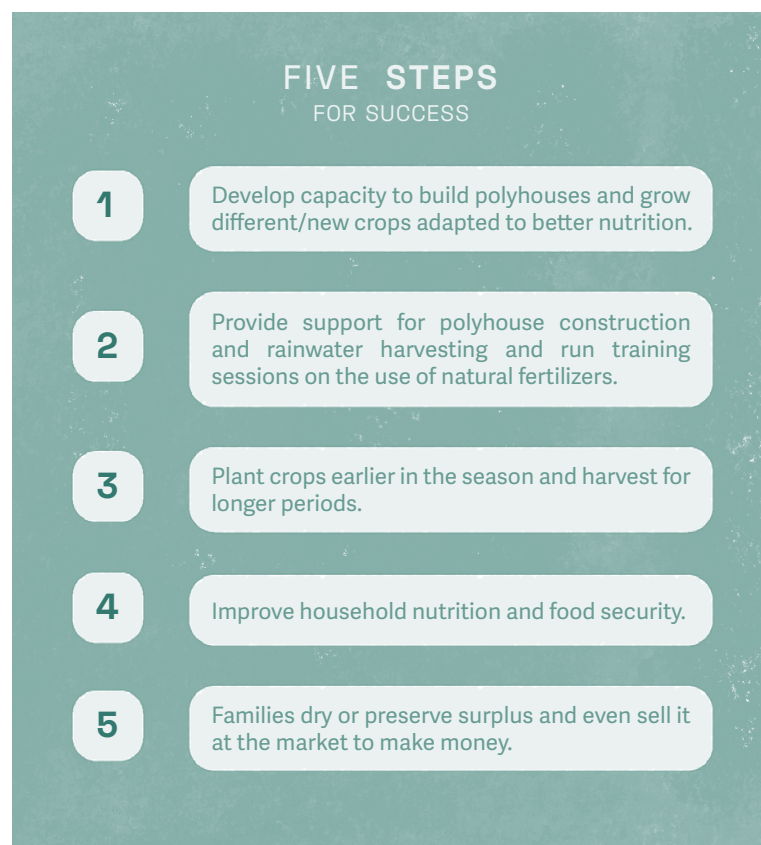 FIVE STEPS
FOR SUCCESS
1
Develop capacity to build polyhouses and grow
different/new crops adapted to better nutrition.
2
Provide support for polyhouse construction
and rainwater harvesting and run training
sessions on the use of natural fertilizers.
3
Plant crops earlier in the season and harvest for
longer periods.
4
Improve household nutrition and food security.
5
Families dry or preserve surplus and even sell it
at the market to make money.